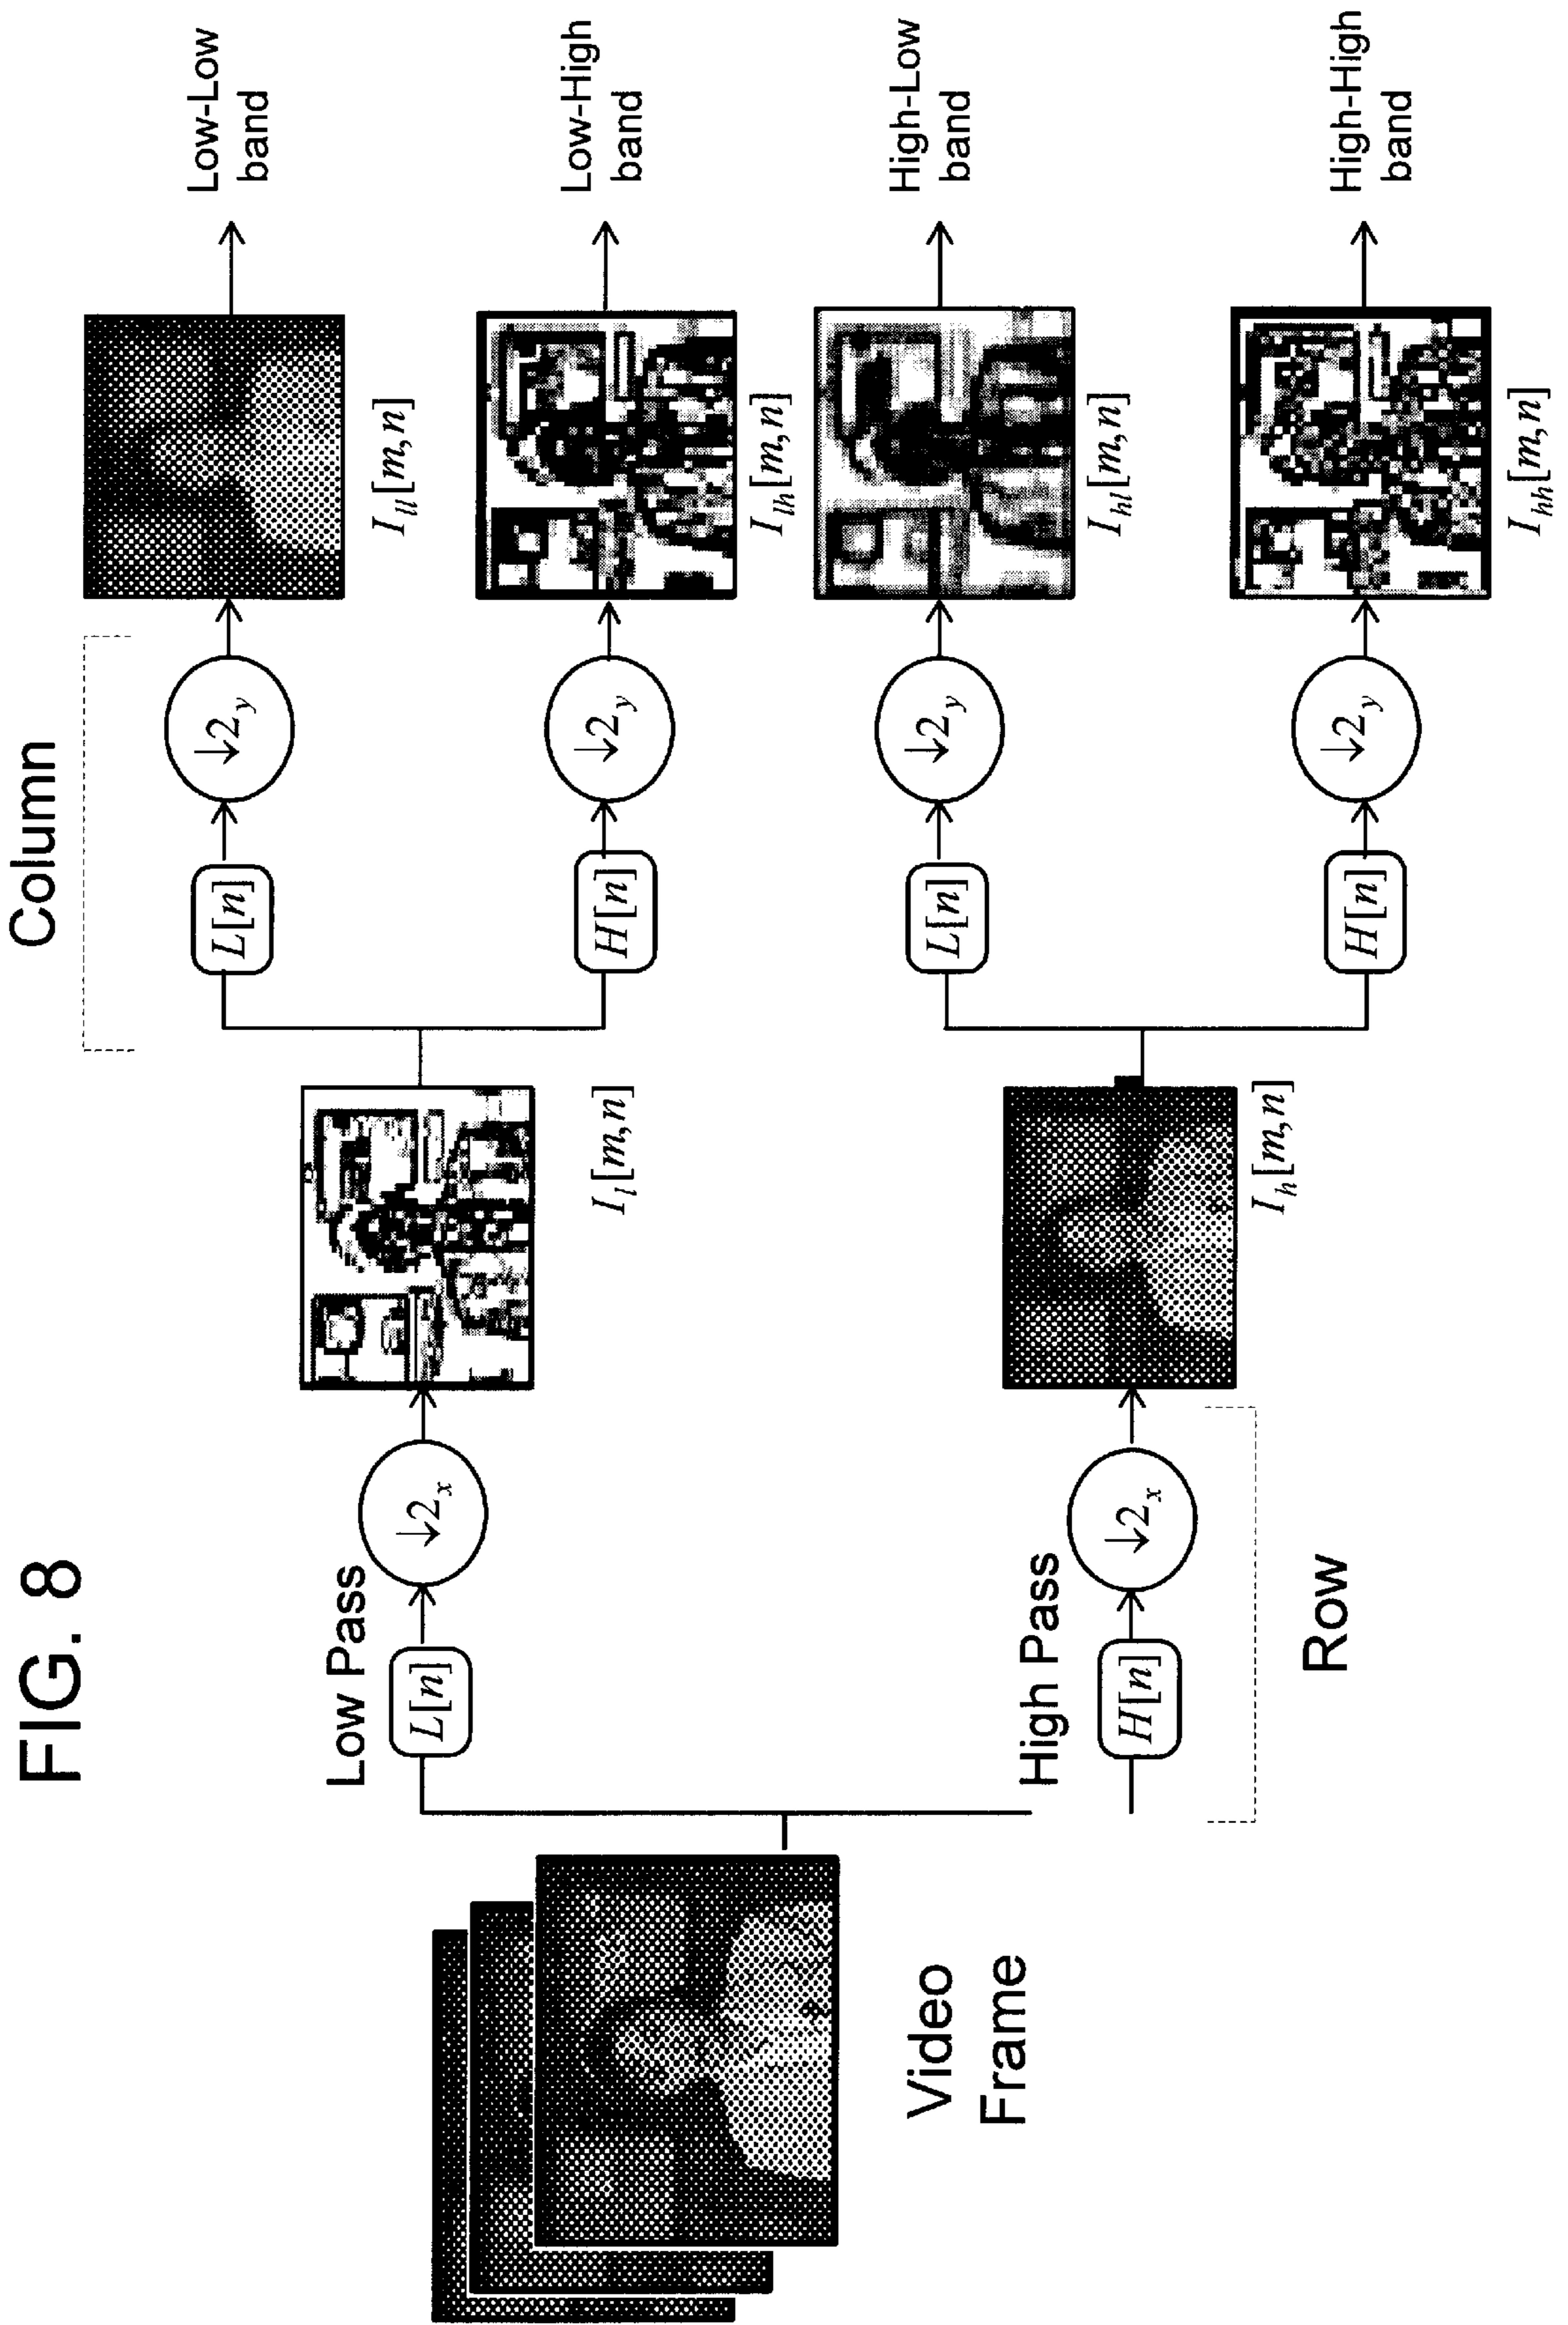 FIG. 8
Column
Row
Video
Frame
Low Pass
L[n]
↓2x
Il[m,n]
High Pass
H[n]
↓2x
Ih[m,n]
L[n]
↓2y
Ill[m,n]
Low-Low
band
H[n]
↓2y
Ilh[m,n]
Low-High
band
L[n]
↓2y
Ihl[m,n]
High-Low
band
H[n]
↓2y
Ihh[m,n]
High-High
band